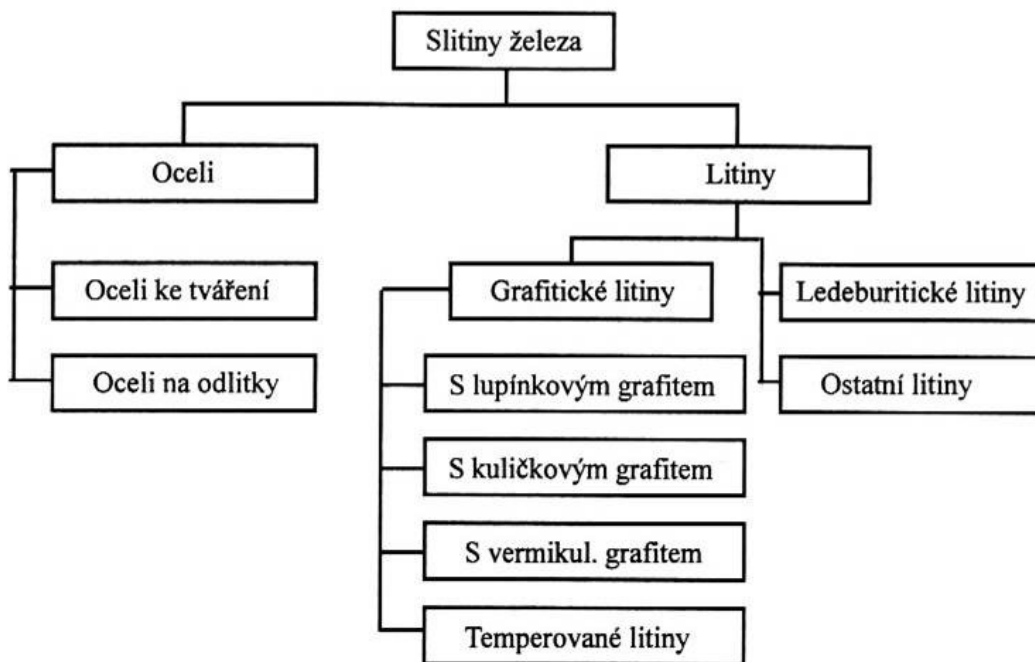 Slitiny železa
Oceli
Litiny
Oceli ke tváření
Grafitické litiny
Ledeburitické litiny
Oceli na odlitky
S lupínkovým grafitem
Ostatní litiny
S kuličkovým grafitem
S vermikul. grafitem
Temperované litiny